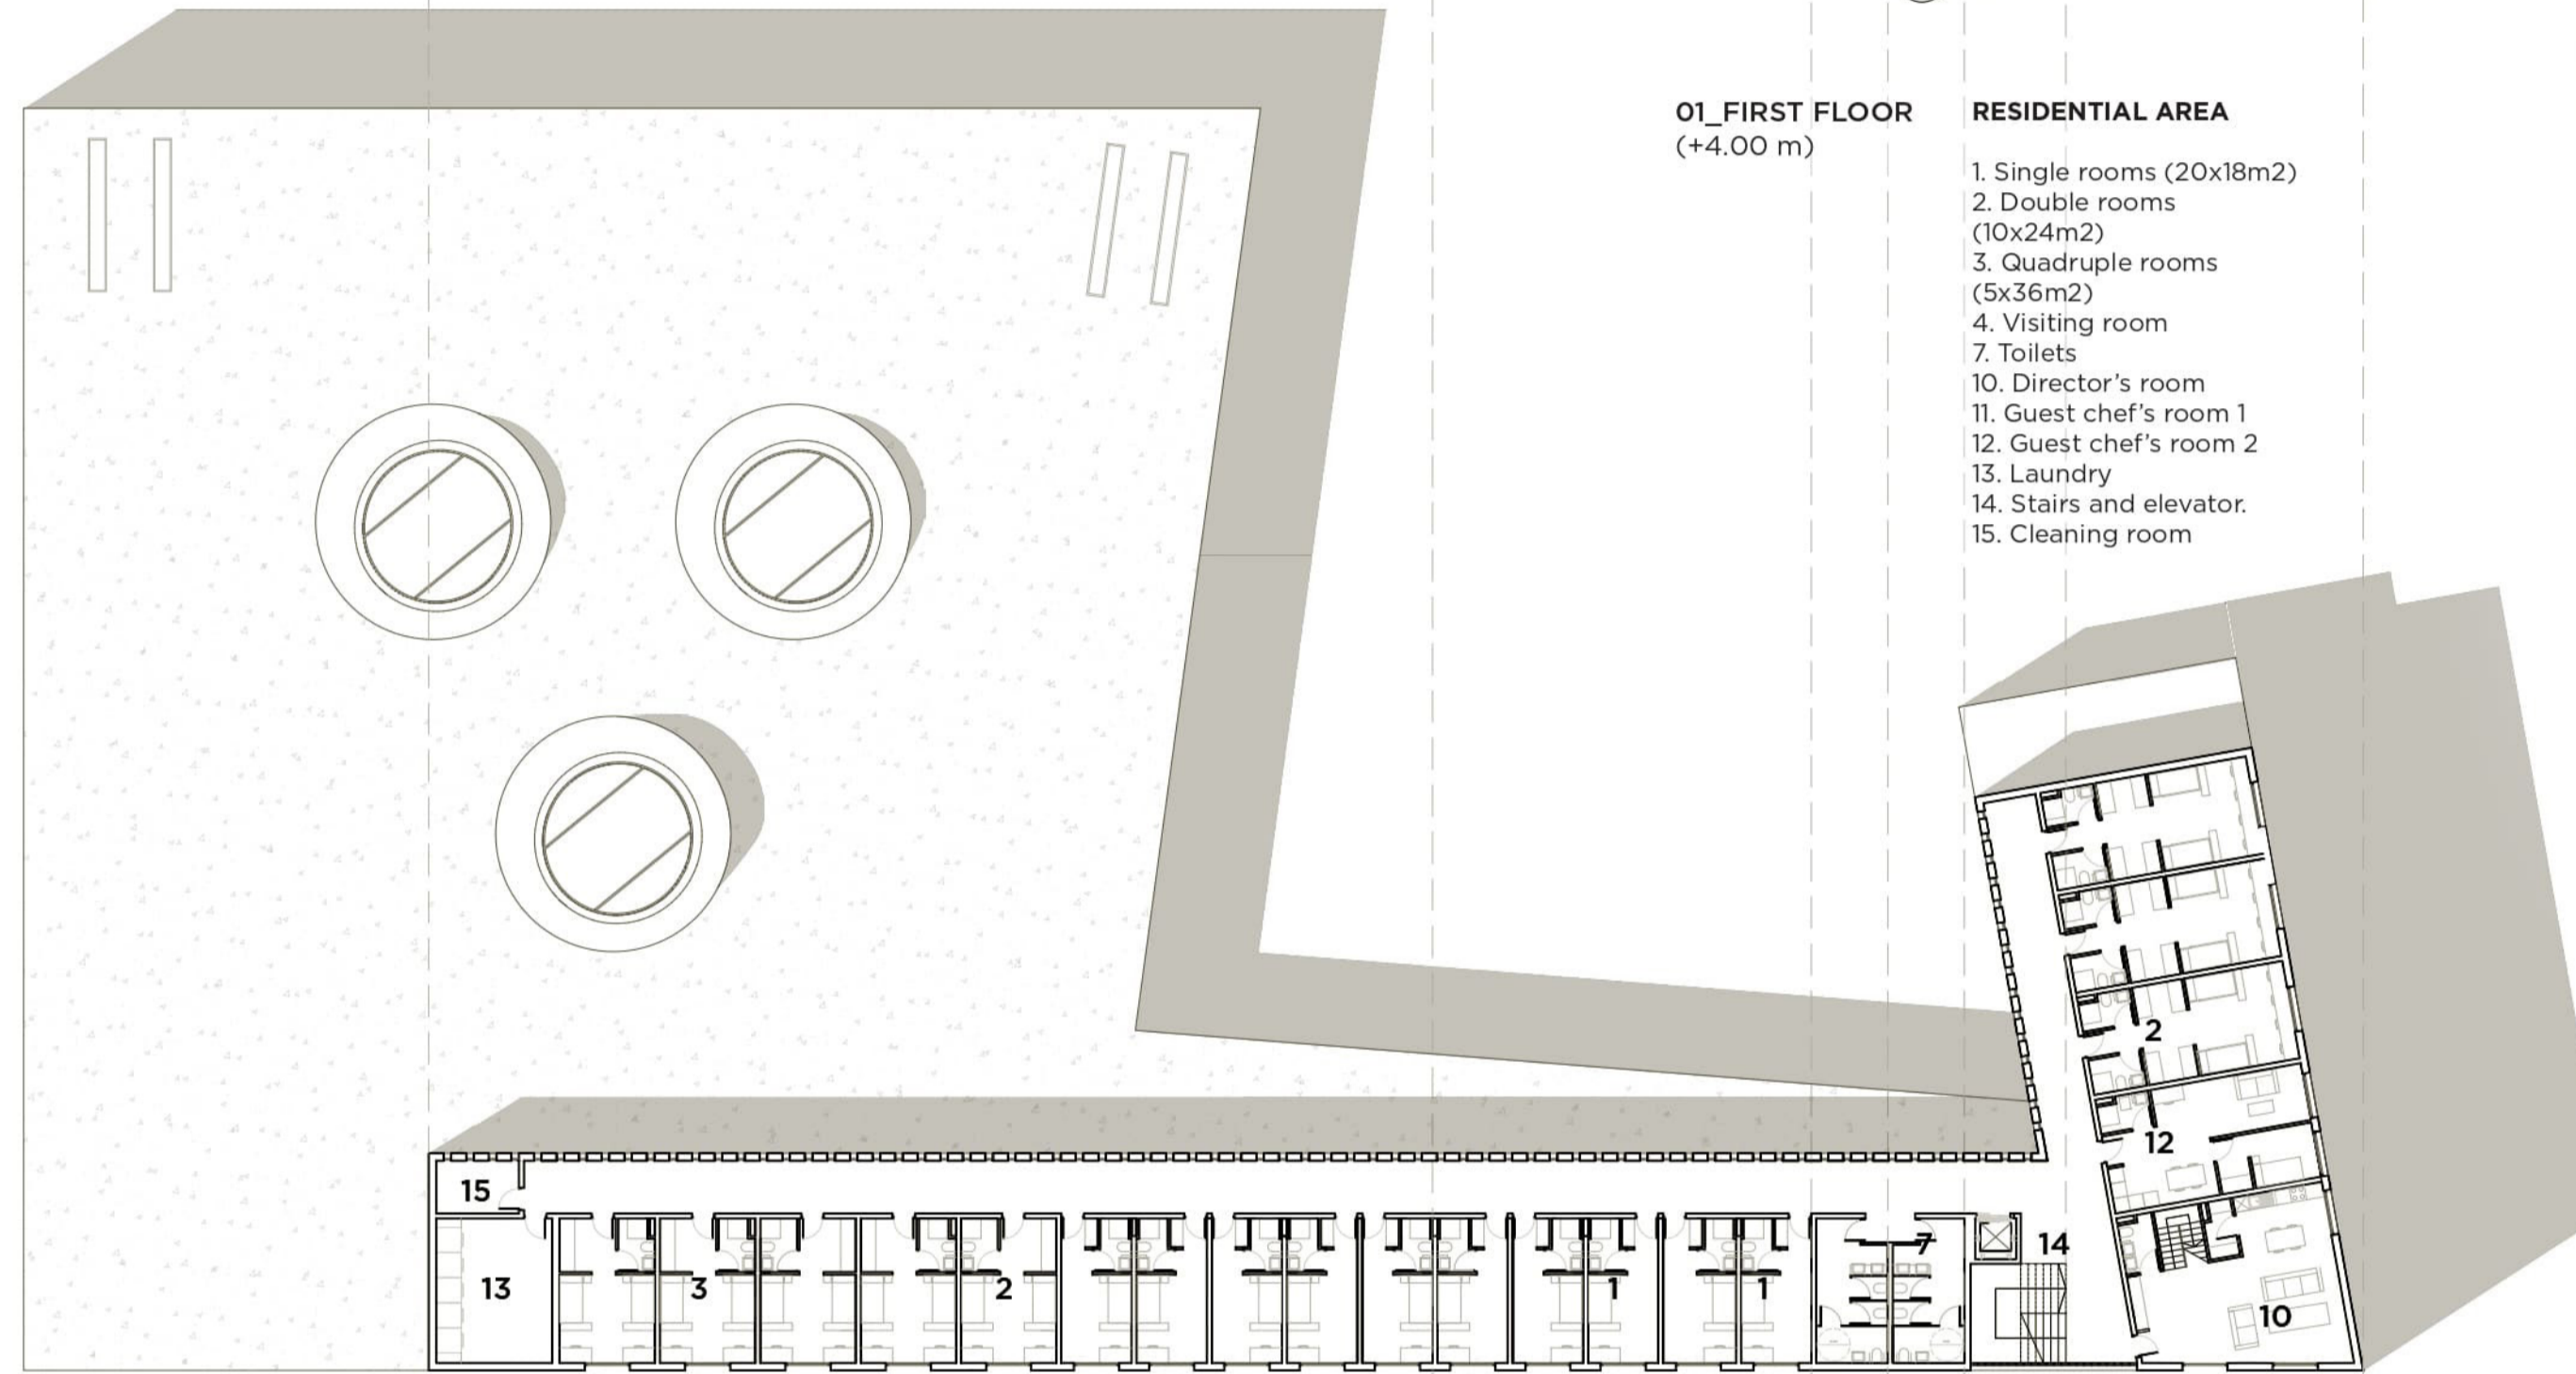 01_FIRST FLOOR
(+4.00 m)
RESIDENTIAL AREA
1. Single rooms (20x18m2)
2. Double rooms
(10x24m2)
3. Quadruple rooms
(5x36m2)
4. Visiting room
7. Toilets
10. Director's room
11. Guest chef's room 1
12. Guest chef's room 2
13. Laundry
14. Stairs and elevator.
15. Cleaning room
2
12
15
7
14
13
3
2
1
1
10